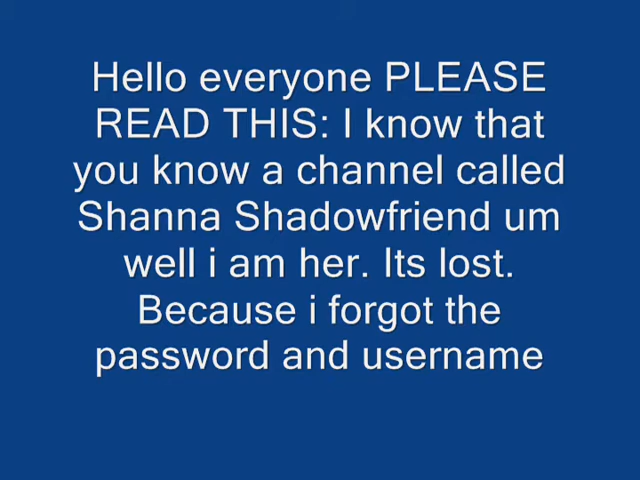 Hello everyone PLEASE
READ THIS: I know that
you know a channel called
Shanna Shadowfriend um
well i am her. Its lost.
Because i forgot the
password and username